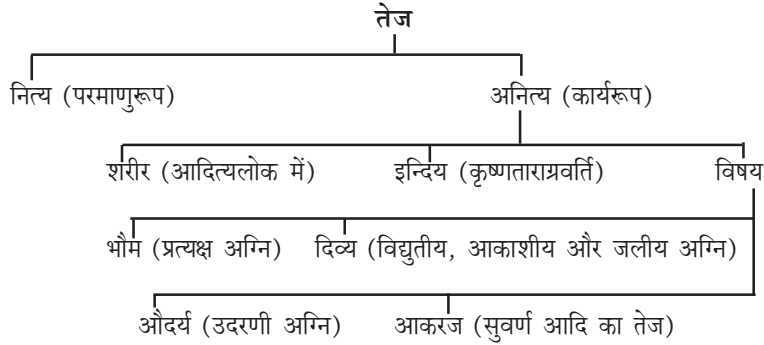 तेज
नित्य (परमाणुरूप) अनित्य (कार्यरूप)
शरीर (आदित्यलोक में) इन्दिय (कृष्णताराग्रवर्ति) विषय
भौम (प्रत्यक्ष अग्नि) दिव्य (विद्युतीय, आकाशीय और जलीय अग्नि)
औदर्य (उदरणी अग्नि) आकरज (सुवर्ण आदि का तेज)